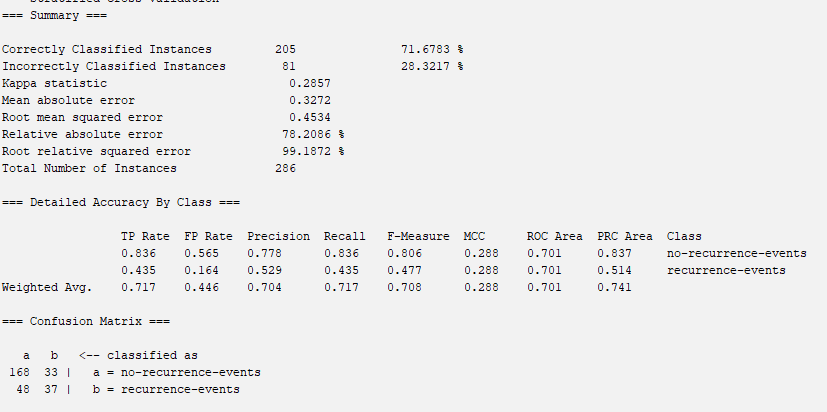 === Summary ===
Correctly Classified Instances 205 71.6783 %
Incorrectly Classified Instances 81 28.3217 %
Kappa statistic 0.2857
Mean absolute error 0.3272
Root mean squared error 0.4534
Relative absolute error 78.2086 %
Root relative squared error 99.1872 %
Total Number of Instances 286
=== Detailed Accuracy By Class ===
TP Rate FP Rate Precision Recall F-Measure MCC ROC Area PRC Area Class
0.836 0.565 0.778 0.836 0.806 0.288 0.701 0.837 no-recurrence-events
0.435 0.164 0.529 0.435 0.477 0.288 0.701 0.514 recurrence-events
Weighted Avg. 0.717 0.446 0.704 0.717 0.708 0.288 0.701 0.741
=== Confusion Matrix ===
a b <-- classified as
168 33 | a = no-recurrence-events
48 37 | b = recurrence-events